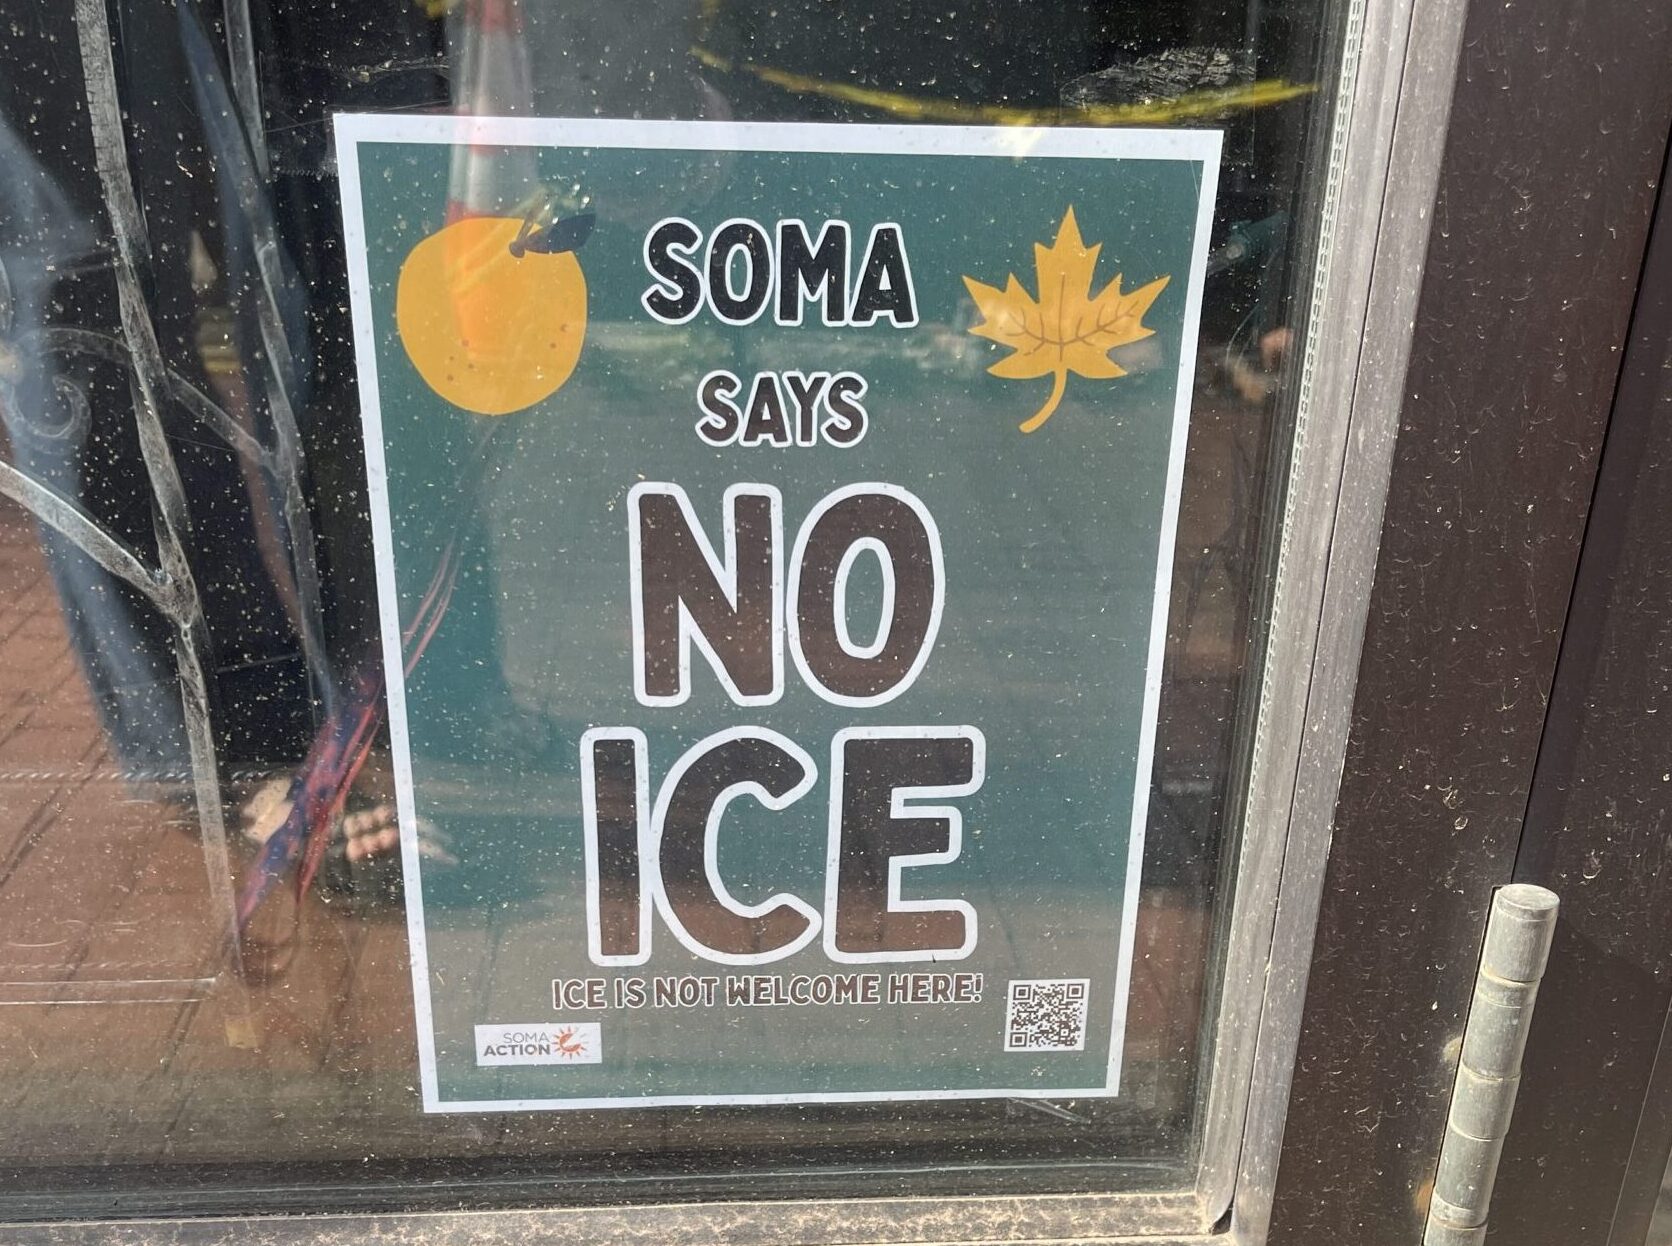 SOMA
SAYS
NO
ICE
ICE IS NOT WELCOME HERE!
SOMA
ACTION